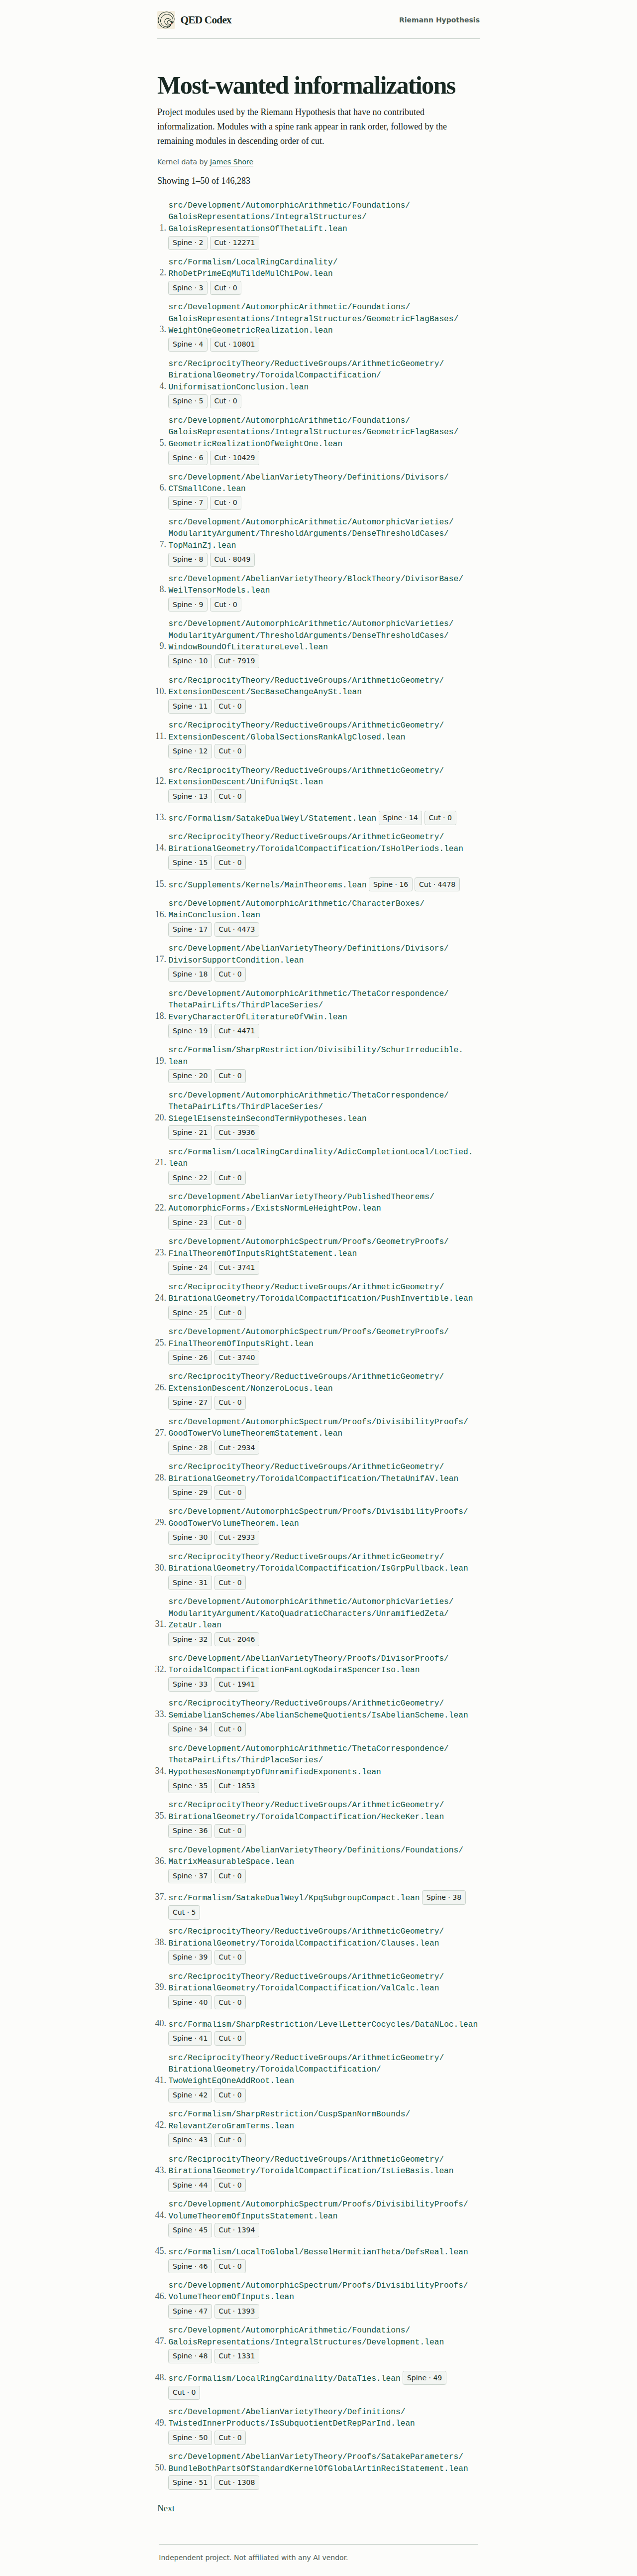 QED Codex
Riemann Hypothesis
Most-wanted informalizations
Project modules used by the Riemann Hypothesis that have no contributed
informalization. Modules with a spine rank appear in rank order, followed by the
remaining modules in descending order of cut.
Kernel data by James Shore
Showing 1–50 of 146,283
src/Development/AutomorphicArithmetic/Foundations/
GaloisRepresentations/IntegralStructures/
1. GaloisRepresentationsOfThetaLift.lean
Spine · 2 Cut · 12271
src/Formalism/LocalRingCardinality/
2. RhoDetPrimeEqMuTildeMulChiPow.lean
Spine · 3 Cut · 0
src/Development/AutomorphicArithmetic/Foundations/
GaloisRepresentations/IntegralStructures/GeometricFlagBases/
3. WeightOneGeometricRealization.lean
Spine · 4 Cut · 10801
src/ReciprocityTheory/ReductiveGroups/ArithmeticGeometry/
BirationalGeometry/ToroidalCompactification/
4. UniformisationConclusion.lean
Spine · 5 Cut · 0
src/Development/AutomorphicArithmetic/Foundations/
GaloisRepresentations/IntegralStructures/GeometricFlagBases/
5. GeometricRealizationOfWeightOne.lean
Spine · 6 Cut · 10429
src/Development/AbelianVarietyTheory/Definitions/Divisors/
6. CTSmallCone.lean
Spine · 7 Cut · 0
src/Development/AutomorphicArithmetic/AutomorphicVarieties/
ModularityArgument/ThresholdArguments/DenseThresholdCases/
7. TopMainZj.lean
Spine · 8 Cut · 8049
src/Development/AbelianVarietyTheory/BlockTheory/DivisorBase/
8. WeilTensorModels.lean
Spine · 9 Cut · 0
src/Development/AutomorphicArithmetic/AutomorphicVarieties/
ModularityArgument/ThresholdArguments/DenseThresholdCases/
9. WindowBoundOfLiteratureLevel.lean
Spine · 10 Cut · 7919
src/ReciprocityTheory/ReductiveGroups/ArithmeticGeometry/
10. ExtensionDescent/SecBaseChangeAnySt.lean
Spine · 11 Cut · 0
src/ReciprocityTheory/ReductiveGroups/ArithmeticGeometry/
11. ExtensionDescent/GlobalSectionsRankAlgClosed.lean
Spine · 12 Cut · 0
src/ReciprocityTheory/ReductiveGroups/ArithmeticGeometry/
12. ExtensionDescent/UnifUniqSt.lean
Spine · 13 Cut · 0
13. src/Formalism/SatakeDualWeyl/Statement.lean Spine · 14 Cut · 0
src/ReciprocityTheory/ReductiveGroups/ArithmeticGeometry/
14. BirationalGeometry/ToroidalCompactification/IsHolPeriods.lean
Spine · 15 Cut · 0
15. src/Supplements/Kernels/MainTheorems.lean Spine · 16 Cut · 4478
src/Development/AutomorphicArithmetic/CharacterBoxes/
16. MainConclusion.lean
Spine · 17 Cut · 4473
src/Development/AbelianVarietyTheory/Definitions/Divisors/
17. DivisorSupportCondition.lean
Spine · 18 Cut · 0
src/Development/AutomorphicArithmetic/ThetaCorrespondence/
ThetaPairLifts/ThirdPlaceSeries/
18. EveryCharacterOfLiteratureOfVWin.lean
Spine · 19 Cut · 4471
src/Formalism/SharpRestriction/Divisibility/SchurIrreducible.
19. lean
Spine · 20 Cut · 0
src/Development/AutomorphicArithmetic/ThetaCorrespondence/
ThetaPairLifts/ThirdPlaceSeries/
20. SiegelEisensteinSecondTermHypotheses.lean
Spine · 21 Cut · 3936
src/Formalism/LocalRingCardinality/AdicCompletionLocal/LocTied.
21. lean
Spine · 22 Cut · 0
src/Development/AbelianVarietyTheory/PublishedTheorems/
22. AutomorphicForms₂/ExistsNormLeHeightPow.lean
Spine · 23 Cut · 0
src/Development/AutomorphicSpectrum/Proofs/GeometryProofs/
23. FinalTheoremOfInputsRightStatement.lean
Spine · 24 Cut · 3741
src/ReciprocityTheory/ReductiveGroups/ArithmeticGeometry/
24. BirationalGeometry/ToroidalCompactification/PushInvertible.lean
Spine · 25 Cut · 0
src/Development/AutomorphicSpectrum/Proofs/GeometryProofs/
25. FinalTheoremOfInputsRight.lean
Spine · 26 Cut · 3740
src/ReciprocityTheory/ReductiveGroups/ArithmeticGeometry/
26. ExtensionDescent/NonzeroLocus.lean
Spine · 27 Cut · 0
src/Development/AutomorphicSpectrum/Proofs/DivisibilityProofs/
27. GoodTowerVolumeTheoremStatement.lean
Spine · 28 Cut · 2934
src/ReciprocityTheory/ReductiveGroups/ArithmeticGeometry/
28. BirationalGeometry/ToroidalCompactification/ThetaUnifAV.lean
Spine · 29 Cut · 0
src/Development/AutomorphicSpectrum/Proofs/DivisibilityProofs/
29. GoodTowerVolumeTheorem.lean
Spine · 30 Cut · 2933
src/ReciprocityTheory/ReductiveGroups/ArithmeticGeometry/
30. BirationalGeometry/ToroidalCompactification/IsGrpPullback.lean
Spine · 31 Cut · 0
src/Development/AutomorphicArithmetic/AutomorphicVarieties/
ModularityArgument/KatoQuadraticCharacters/UnramifiedZeta/
31. ZetaUr.lean
Spine · 32 Cut · 2046
src/Development/AbelianVarietyTheory/Proofs/DivisorProofs/
32. ToroidalCompactificationFanLogKodairaSpencerIso.lean
Spine · 33 Cut · 1941
src/ReciprocityTheory/ReductiveGroups/ArithmeticGeometry/
33. SemiabelianSchemes/AbelianSchemeQuotients/IsAbelianScheme.lean
Spine · 34 Cut · 0
src/Development/AutomorphicArithmetic/ThetaCorrespondence/
ThetaPairLifts/ThirdPlaceSeries/
34. HypothesesNonemptyOfUnramifiedExponents.lean
Spine · 35 Cut · 1853
src/ReciprocityTheory/ReductiveGroups/ArithmeticGeometry/
35. BirationalGeometry/ToroidalCompactification/HeckeKer.lean
Spine · 36 Cut · 0
src/Development/AbelianVarietyTheory/Definitions/Foundations/
36. MatrixMeasurableSpace.lean
Spine · 37 Cut · 0
37. src/Formalism/SatakeDualWeyl/KpqSubgroupCompact.lean Spine · 38
Cut · 5
src/ReciprocityTheory/ReductiveGroups/ArithmeticGeometry/
38. BirationalGeometry/ToroidalCompactification/Clauses.lean
Spine · 39 Cut · 0
src/ReciprocityTheory/ReductiveGroups/ArithmeticGeometry/
39. BirationalGeometry/ToroidalCompactification/ValCalc.lean
Spine · 40 Cut · 0
40. src/Formalism/SharpRestriction/LevelLetterCocycles/DataNLoc.lean
Spine · 41 Cut · 0
src/ReciprocityTheory/ReductiveGroups/ArithmeticGeometry/
BirationalGeometry/ToroidalCompactification/
41. TwoWeightEqOneAddRoot.lean
Spine · 42 Cut · 0
src/Formalism/SharpRestriction/CuspSpanNormBounds/
42. RelevantZeroGramTerms.lean
Spine · 43 Cut · 0
src/ReciprocityTheory/ReductiveGroups/ArithmeticGeometry/
43. BirationalGeometry/ToroidalCompactification/IsLieBasis.lean
Spine · 44 Cut · 0
src/Development/AutomorphicSpectrum/Proofs/DivisibilityProofs/
44. VolumeTheoremOfInputsStatement.lean
Spine · 45 Cut · 1394
45. src/Formalism/LocalToGlobal/BesselHermitianTheta/DefsReal.lean
Spine · 46 Cut · 0
src/Development/AutomorphicSpectrum/Proofs/DivisibilityProofs/
46. VolumeTheoremOfInputs.lean
Spine · 47 Cut · 1393
src/Development/AutomorphicArithmetic/Foundations/
47. GaloisRepresentations/IntegralStructures/Development.lean
Spine · 48 Cut · 1331
48. src/Formalism/LocalRingCardinality/DataTies.lean Spine · 49
Cut · 0
src/Development/AbelianVarietyTheory/Definitions/
49. TwistedInnerProducts/IsSubquotientDetRepParInd.lean
Spine · 50 Cut · 0
src/Development/AbelianVarietyTheory/Proofs/SatakeParameters/
50. BundleBothPartsOfStandardKernelOfGlobalArtinReciStatement.lean
Spine · 51 Cut · 1308
Next
Independent project. Not affiliated with any AI vendor.